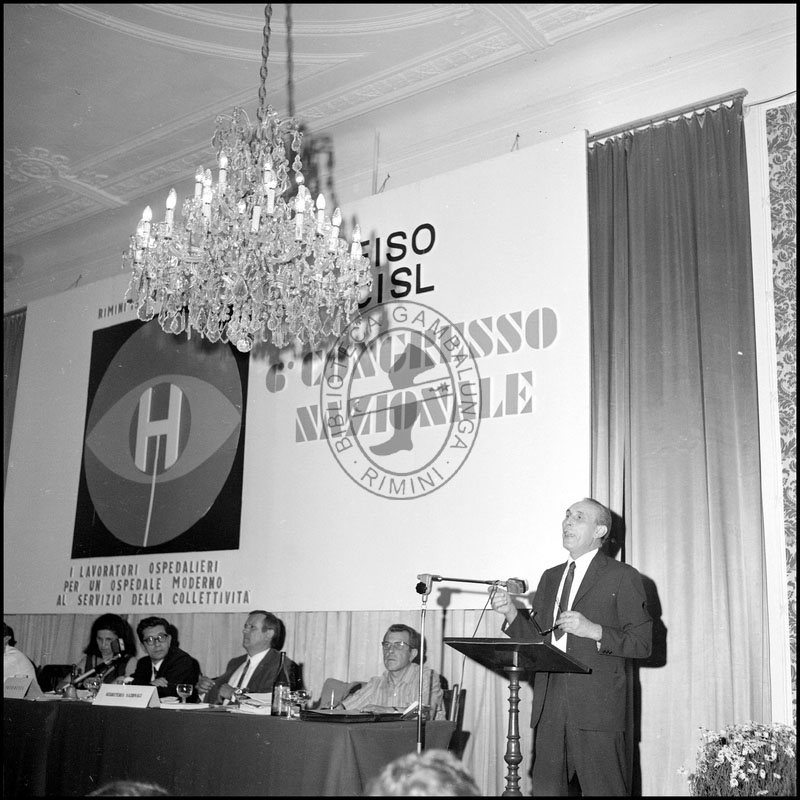 FISO
CISL
RIMINI
6° CONGRESSO
NAZIONALE
H
I LAVORATORI OSPEDALIERI
PER UN OSPEDALE MODERNO
AL SERVIZIO DELLA COLLETTIVITÀ
BIBLIOTECA GAMBALUNGA
· RIMINI ·